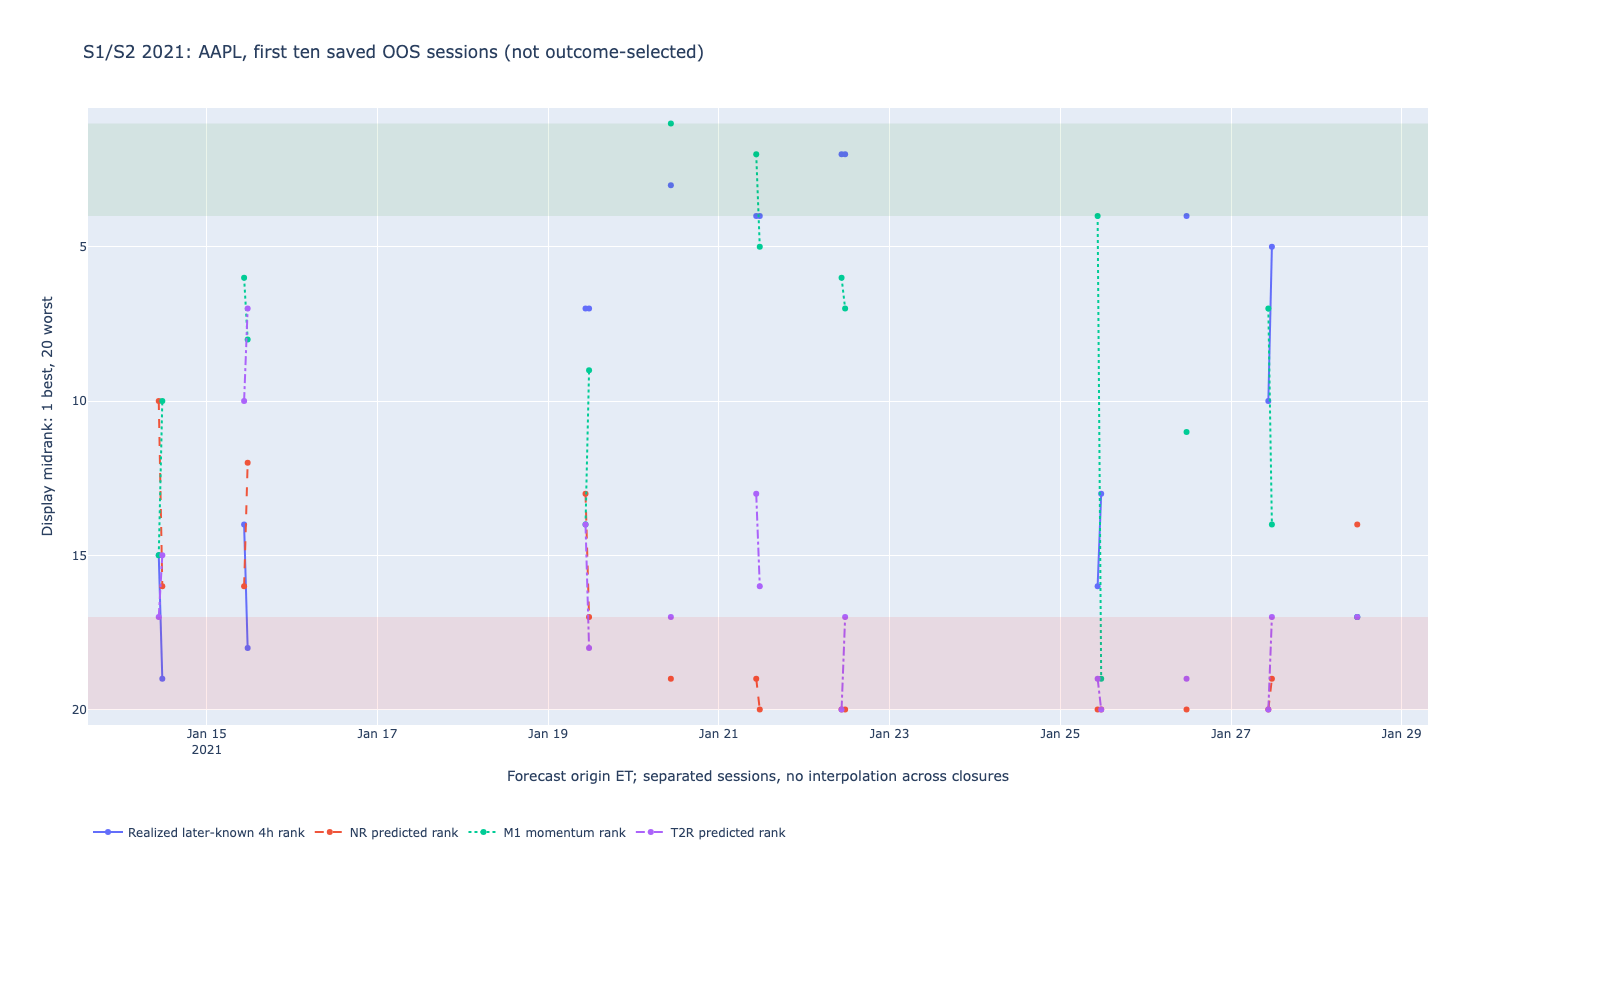 S1/S2 2021: AAPL, first ten saved OOS sessions (not outcome-selected)
Display midrank: 1 best, 20 worst
5
10
15
20
Jan 15
2021
Jan 17
Jan 19
Jan 21
Jan 23
Jan 25
Jan 27
Jan 29
Forecast origin ET; separated sessions, no interpolation across closures
Realized later-known 4h rank
NR predicted rank
M1 momentum rank
T2R predicted rank